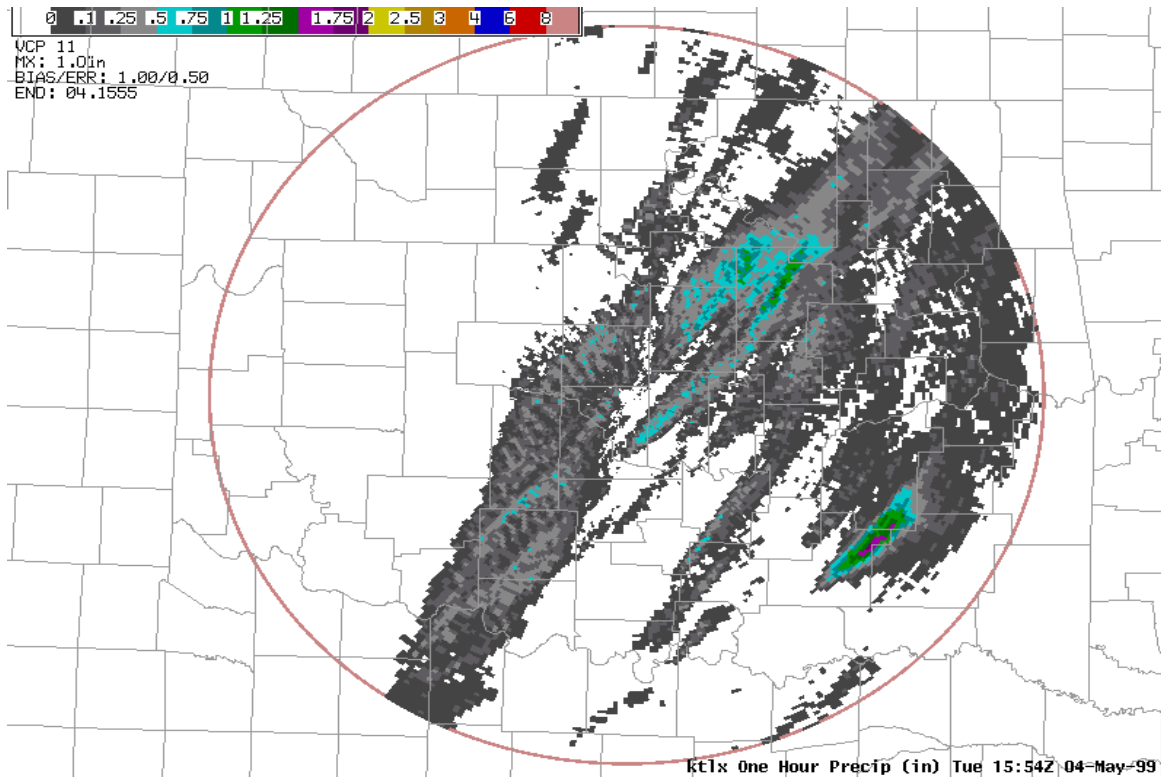 0 .1 .25 .5 .75 1 1.25 1.75 2 2.5 3 4 6 8
VCP 11
MX: 1.0in
BIAS/ERR: 1.00/0.50
END: 04.1555
ktlx One Hour Precip (in) Tue 15:54Z 04-May-99